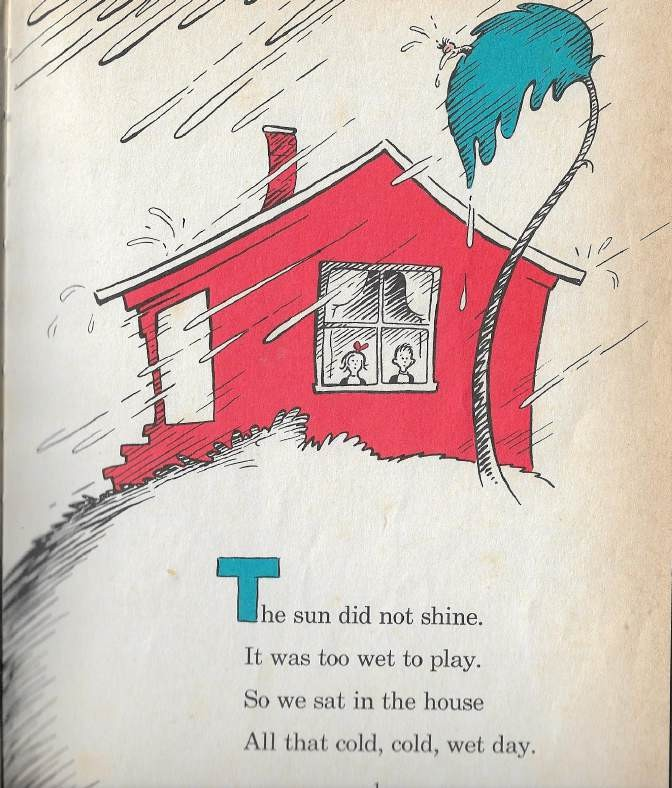 The sun did not shine.
It was too wet to play.
So we sat in the house
All that cold, cold, wet day.